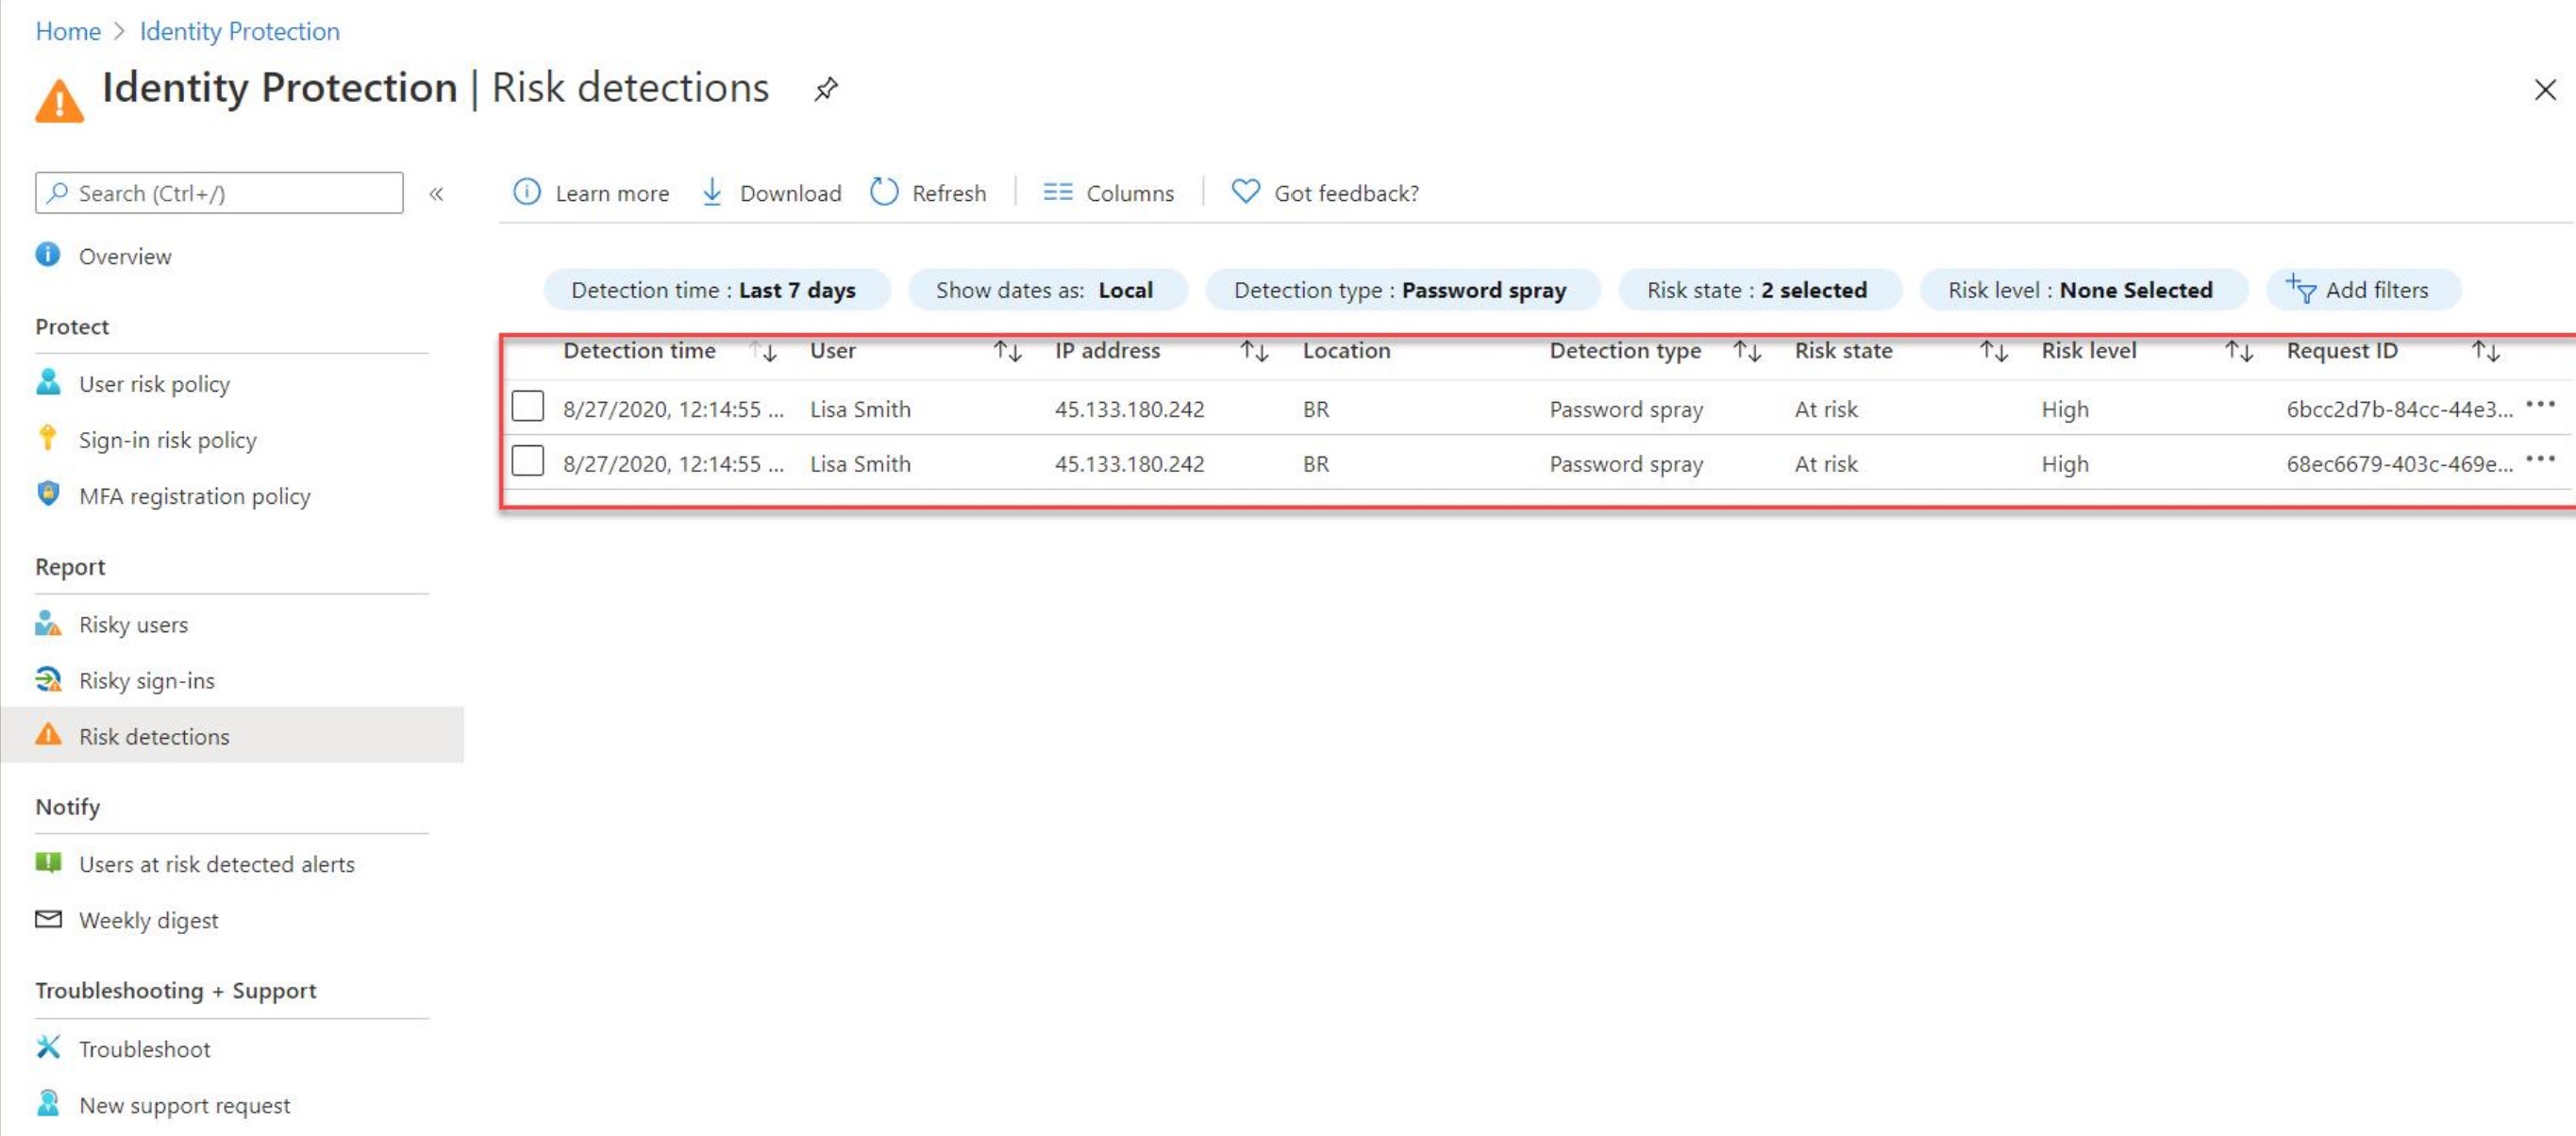 Home > Identity Protection
Identity Protection | Risk detections
Search (Ctrl+/)
«
Learn more
Download
Refresh
Columns
Got feedback?
Overview
Protect
User risk policy
Sign-in risk policy
MFA registration policy
Report
Risky users
Risky sign-ins
Risk detections
Notify
Users at risk detected alerts
Weekly digest
Troubleshooting + Support
Troubleshoot
New support request
Detection time : Last 7 days
Show dates as: Local
Detection type : Password spray
Risk state : 2 selected
Risk level : None Selected
Add filters
Detection time ↑↓ User ↑↓ IP address ↑↓ Location Detection type ↑↓ Risk state ↑↓ Risk level ↑↓ Request ID ↑↓
8/27/2020, 12:14:55 ... Lisa Smith 45.133.180.242 BR Password spray At risk High 6bcc2d7b-84cc-44e3... •••
8/27/2020, 12:14:55 ... Lisa Smith 45.133.180.242 BR Password spray At risk High 68ec6679-403c-469e... •••